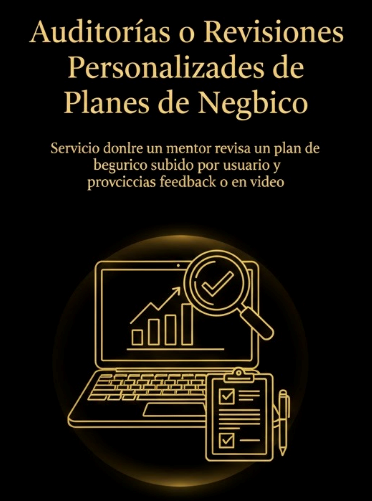 Auditorías o Revisiones
Personalizades de
Planes de Negbico
Servicio donlre un mentor revisa un plan de
begurico subido por usuario y
provciccias feedback o en video